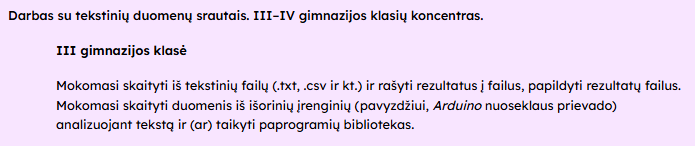 Darbas su tekstinių duomenų srautais. III–IV gimnazijos klasių koncentras.
III gimnazijos klasė
Mokomasi skaityti iš tekstinių failų (.txt, .csv ir kt.) ir rašyti rezultatus į failus, papildyti rezultatų failus.
Mokomasi skaityti duomenis iš išorinių įrenginių (pavyzdžiui, Arduino nuoseklaus prievado)
analizuojant tekstą ir (ar) taikyti paprogramių bibliotekas.